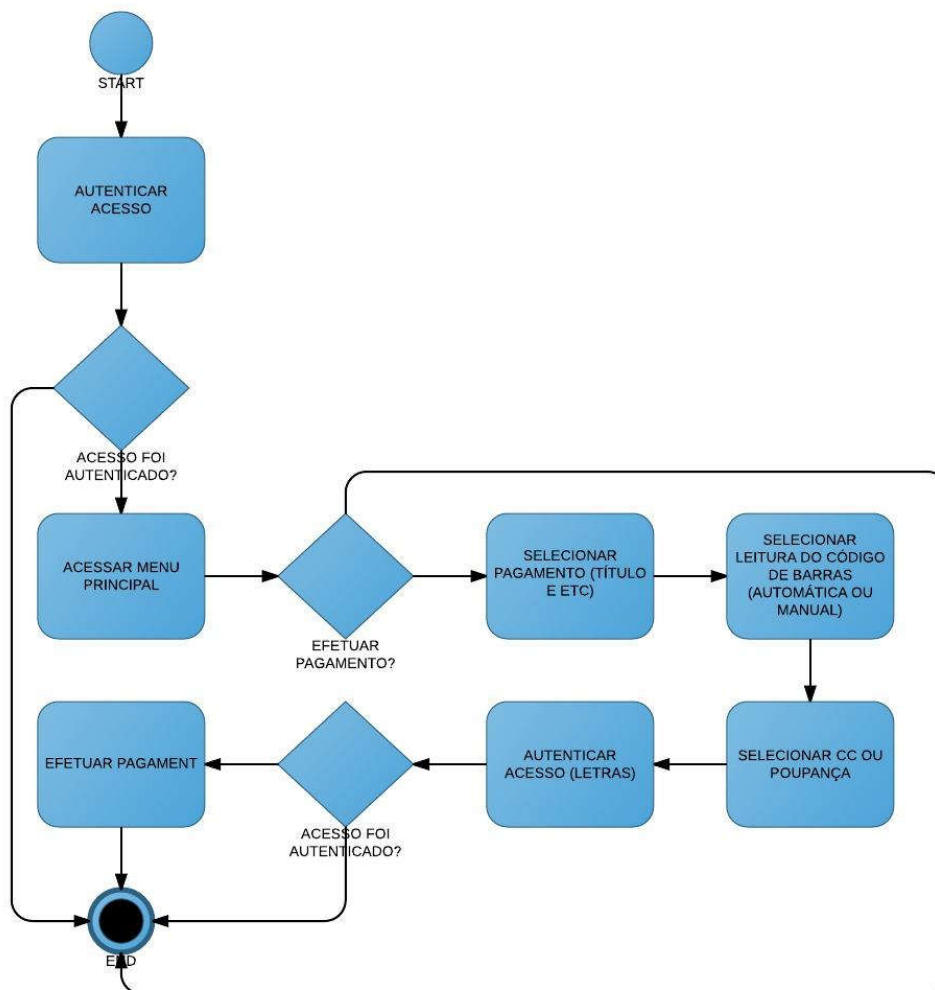 START
AUTENTICAR
ACESSO
ACESSO FOI
AUTENTICADO?
ACESSAR MENU
PRINCIPAL
EFETUAR
PAGAMENTO?
SELECIONAR
PAGAMENTO (TÍTULO
E ETC)
SELECIONAR
LEITURA DO CÓDIGO
DE BARRAS
(AUTOMÁTICA OU
MANUAL)
SELECIONAR CC OU
POUPANÇA
AUTENTICAR
ACESSO (LETRAS)
ACESSO FOI
AUTENTICADO?
EFETUAR PAGAMENT
END